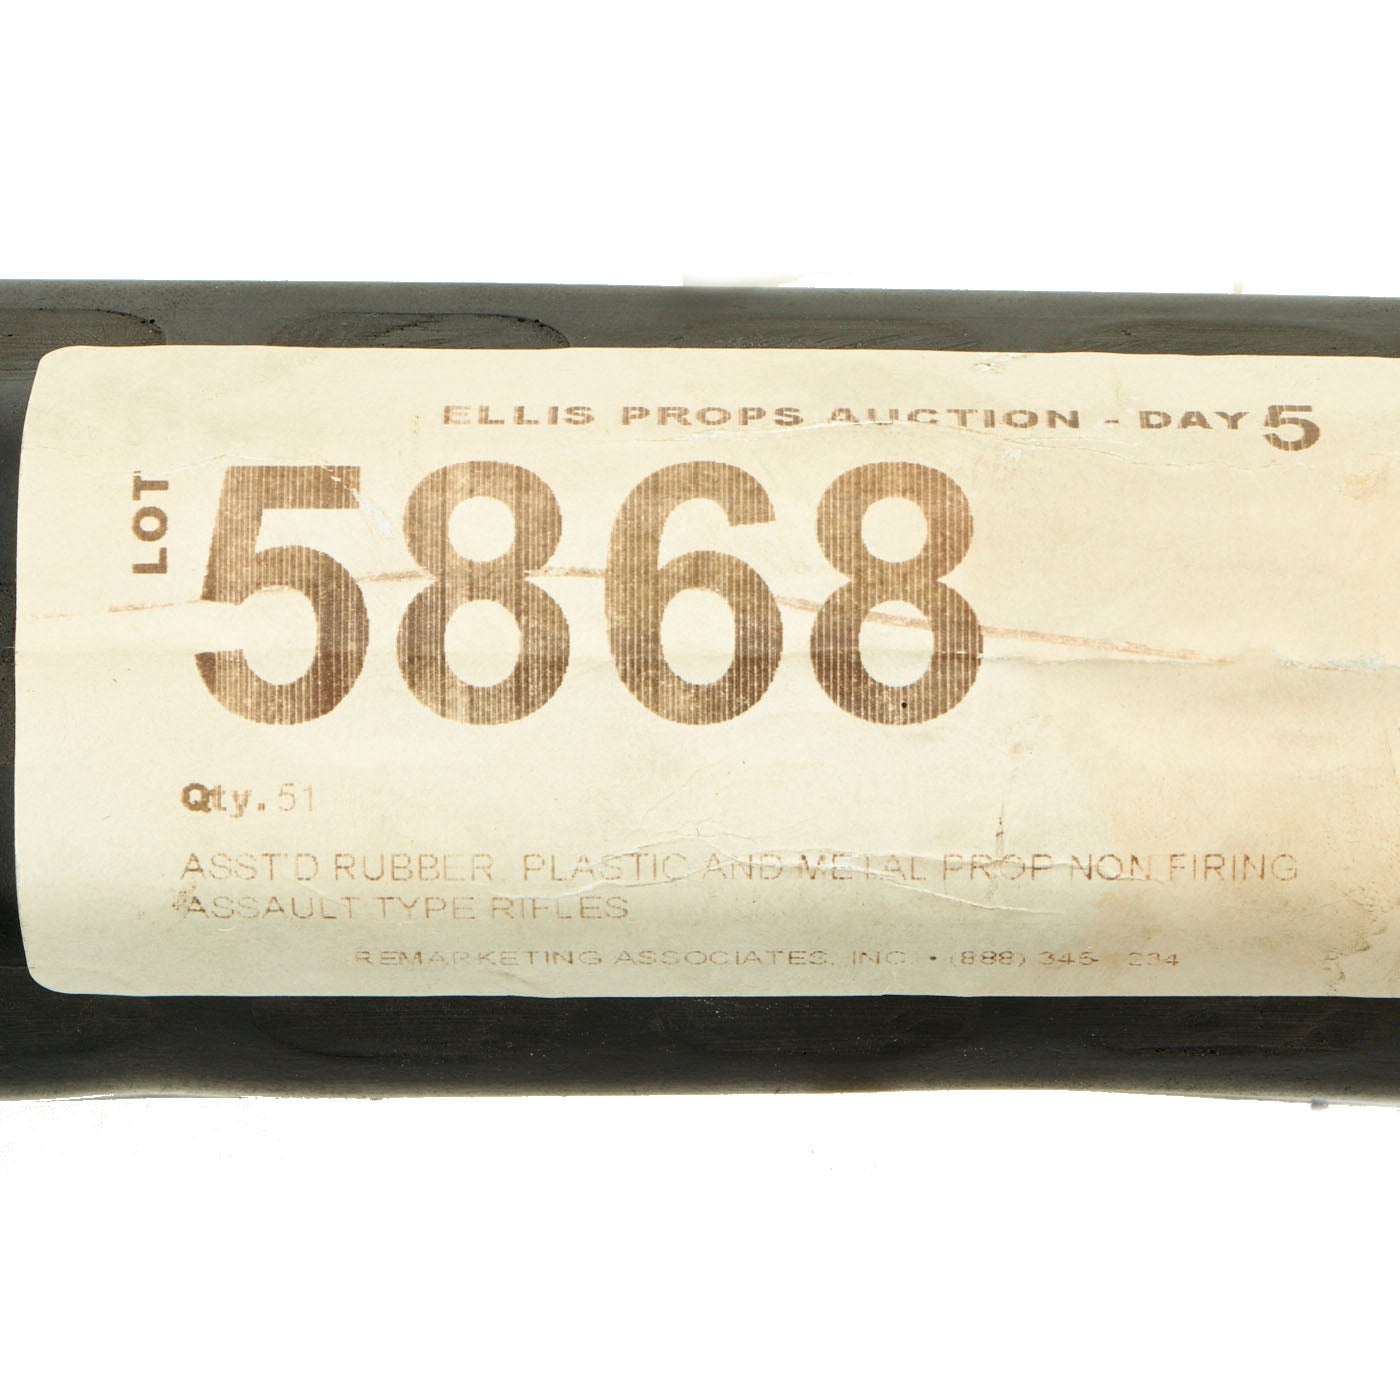 ELLIS PROPS AUCTION - DAY 5
LOT
5868
Qty. 51
ASST'D RUBBER, PLASTIC AND METAL PROP NON FIRING
ASSAULT TYPE RIFLES
REMARKETING ASSOCIATES, INC. • (888)